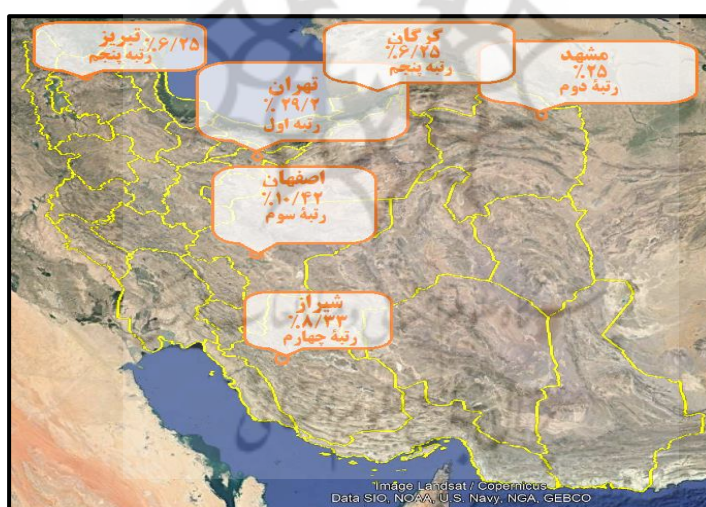 تبریز
٪۶/۲۵
رتبه پنجم
گرگان
٪۶/۲۵
رتبه پنجم
مشهد
٪۲۵
رتبهٔ دوم
تهران
٪۲۹/۲
رتبه اول
اصفهان
٪۱۰/۴۲
رتبهٔ سوم
شیراز
٪۸/۳۳
رتبهٔ چهارم
Image Landsat / Copernicus
Data SIO, NOAA, U.S. Navy, NGA, GEBCO